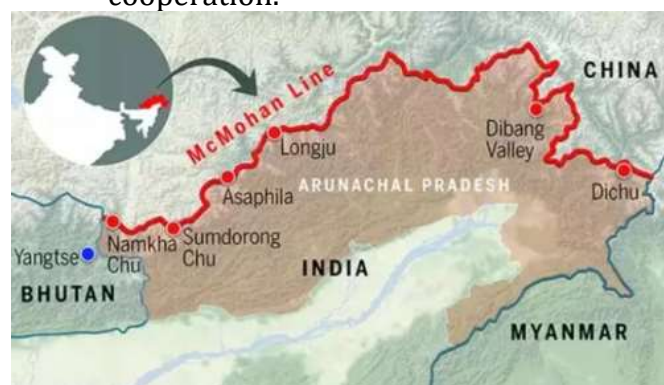 cooperation.
CHINA
McMohan Line
Longju
Dibang
Valley
Asaphila
ARUNACHAL PRADESH
Dichu
Namkha
Chu
Sumdorong
Chu
Yangtse
INDIA
BHUTAN
MYANMAR